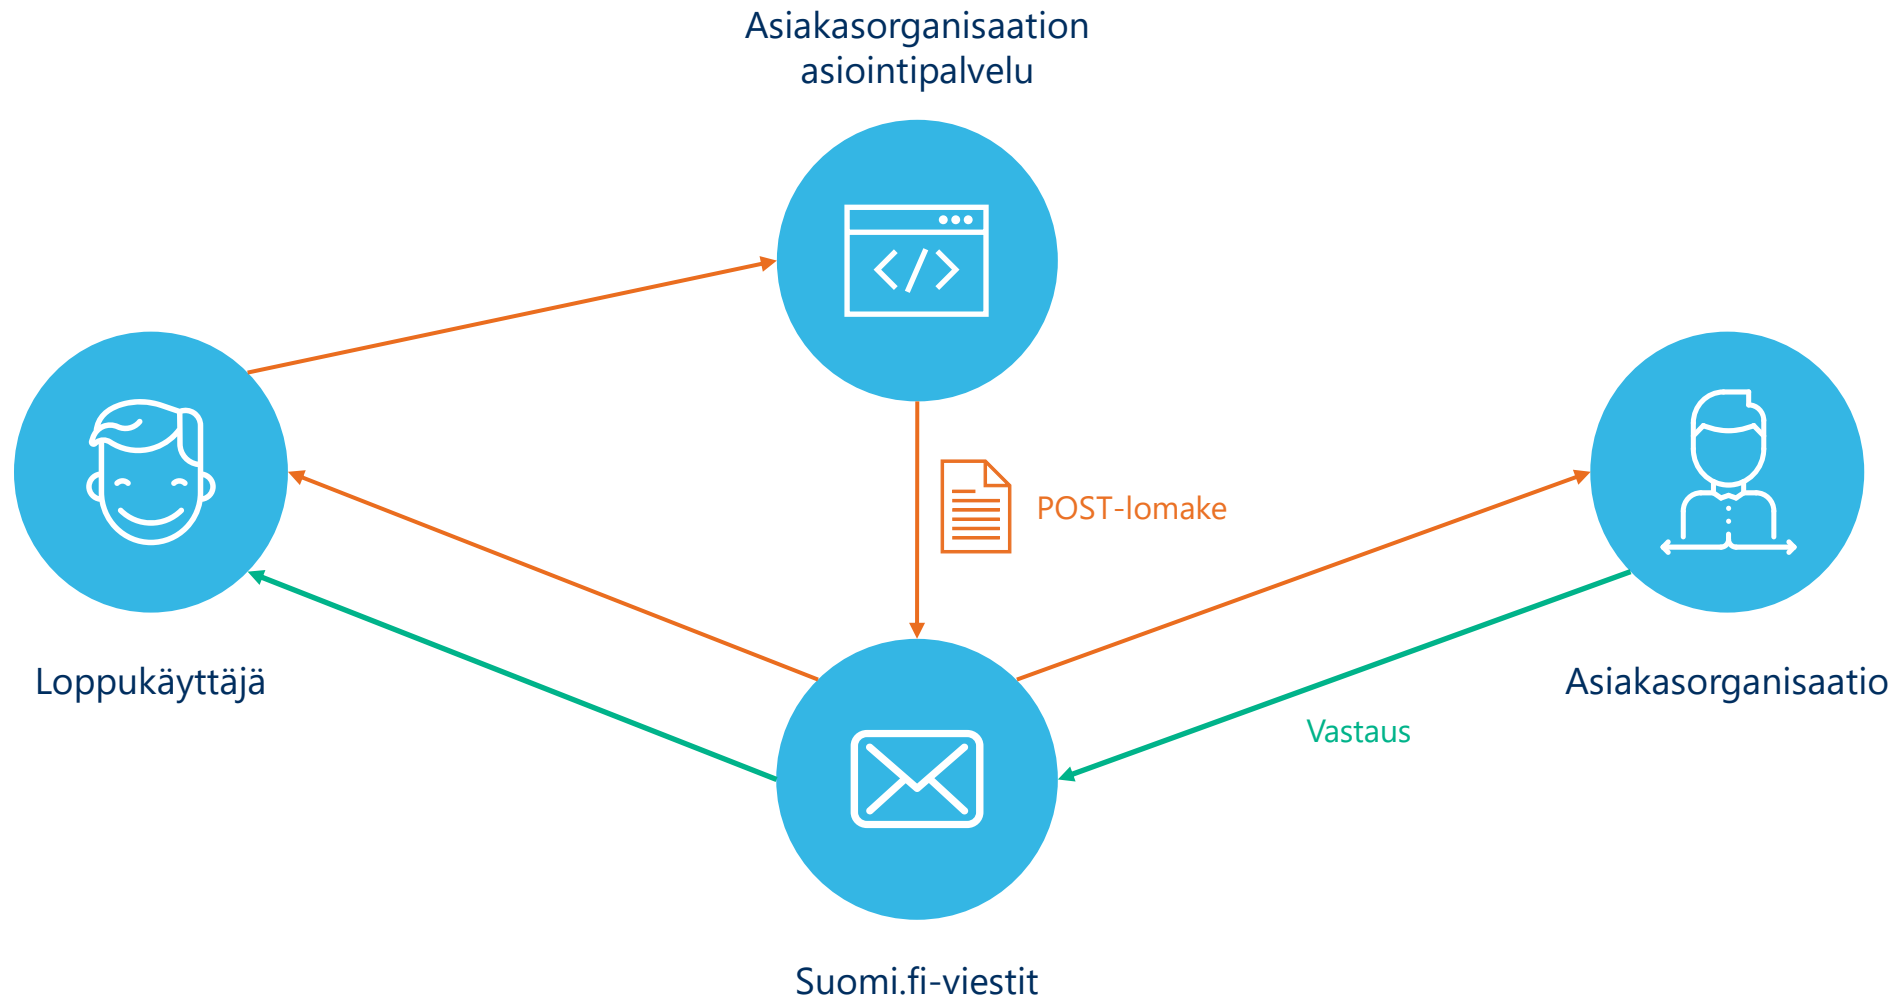 Asiakasorganisaation
asiointipalvelu
POST-lomake
Loppukäyttäjä
Asiakasorganisaatio
Vastaus
Suomi.fi-viestit